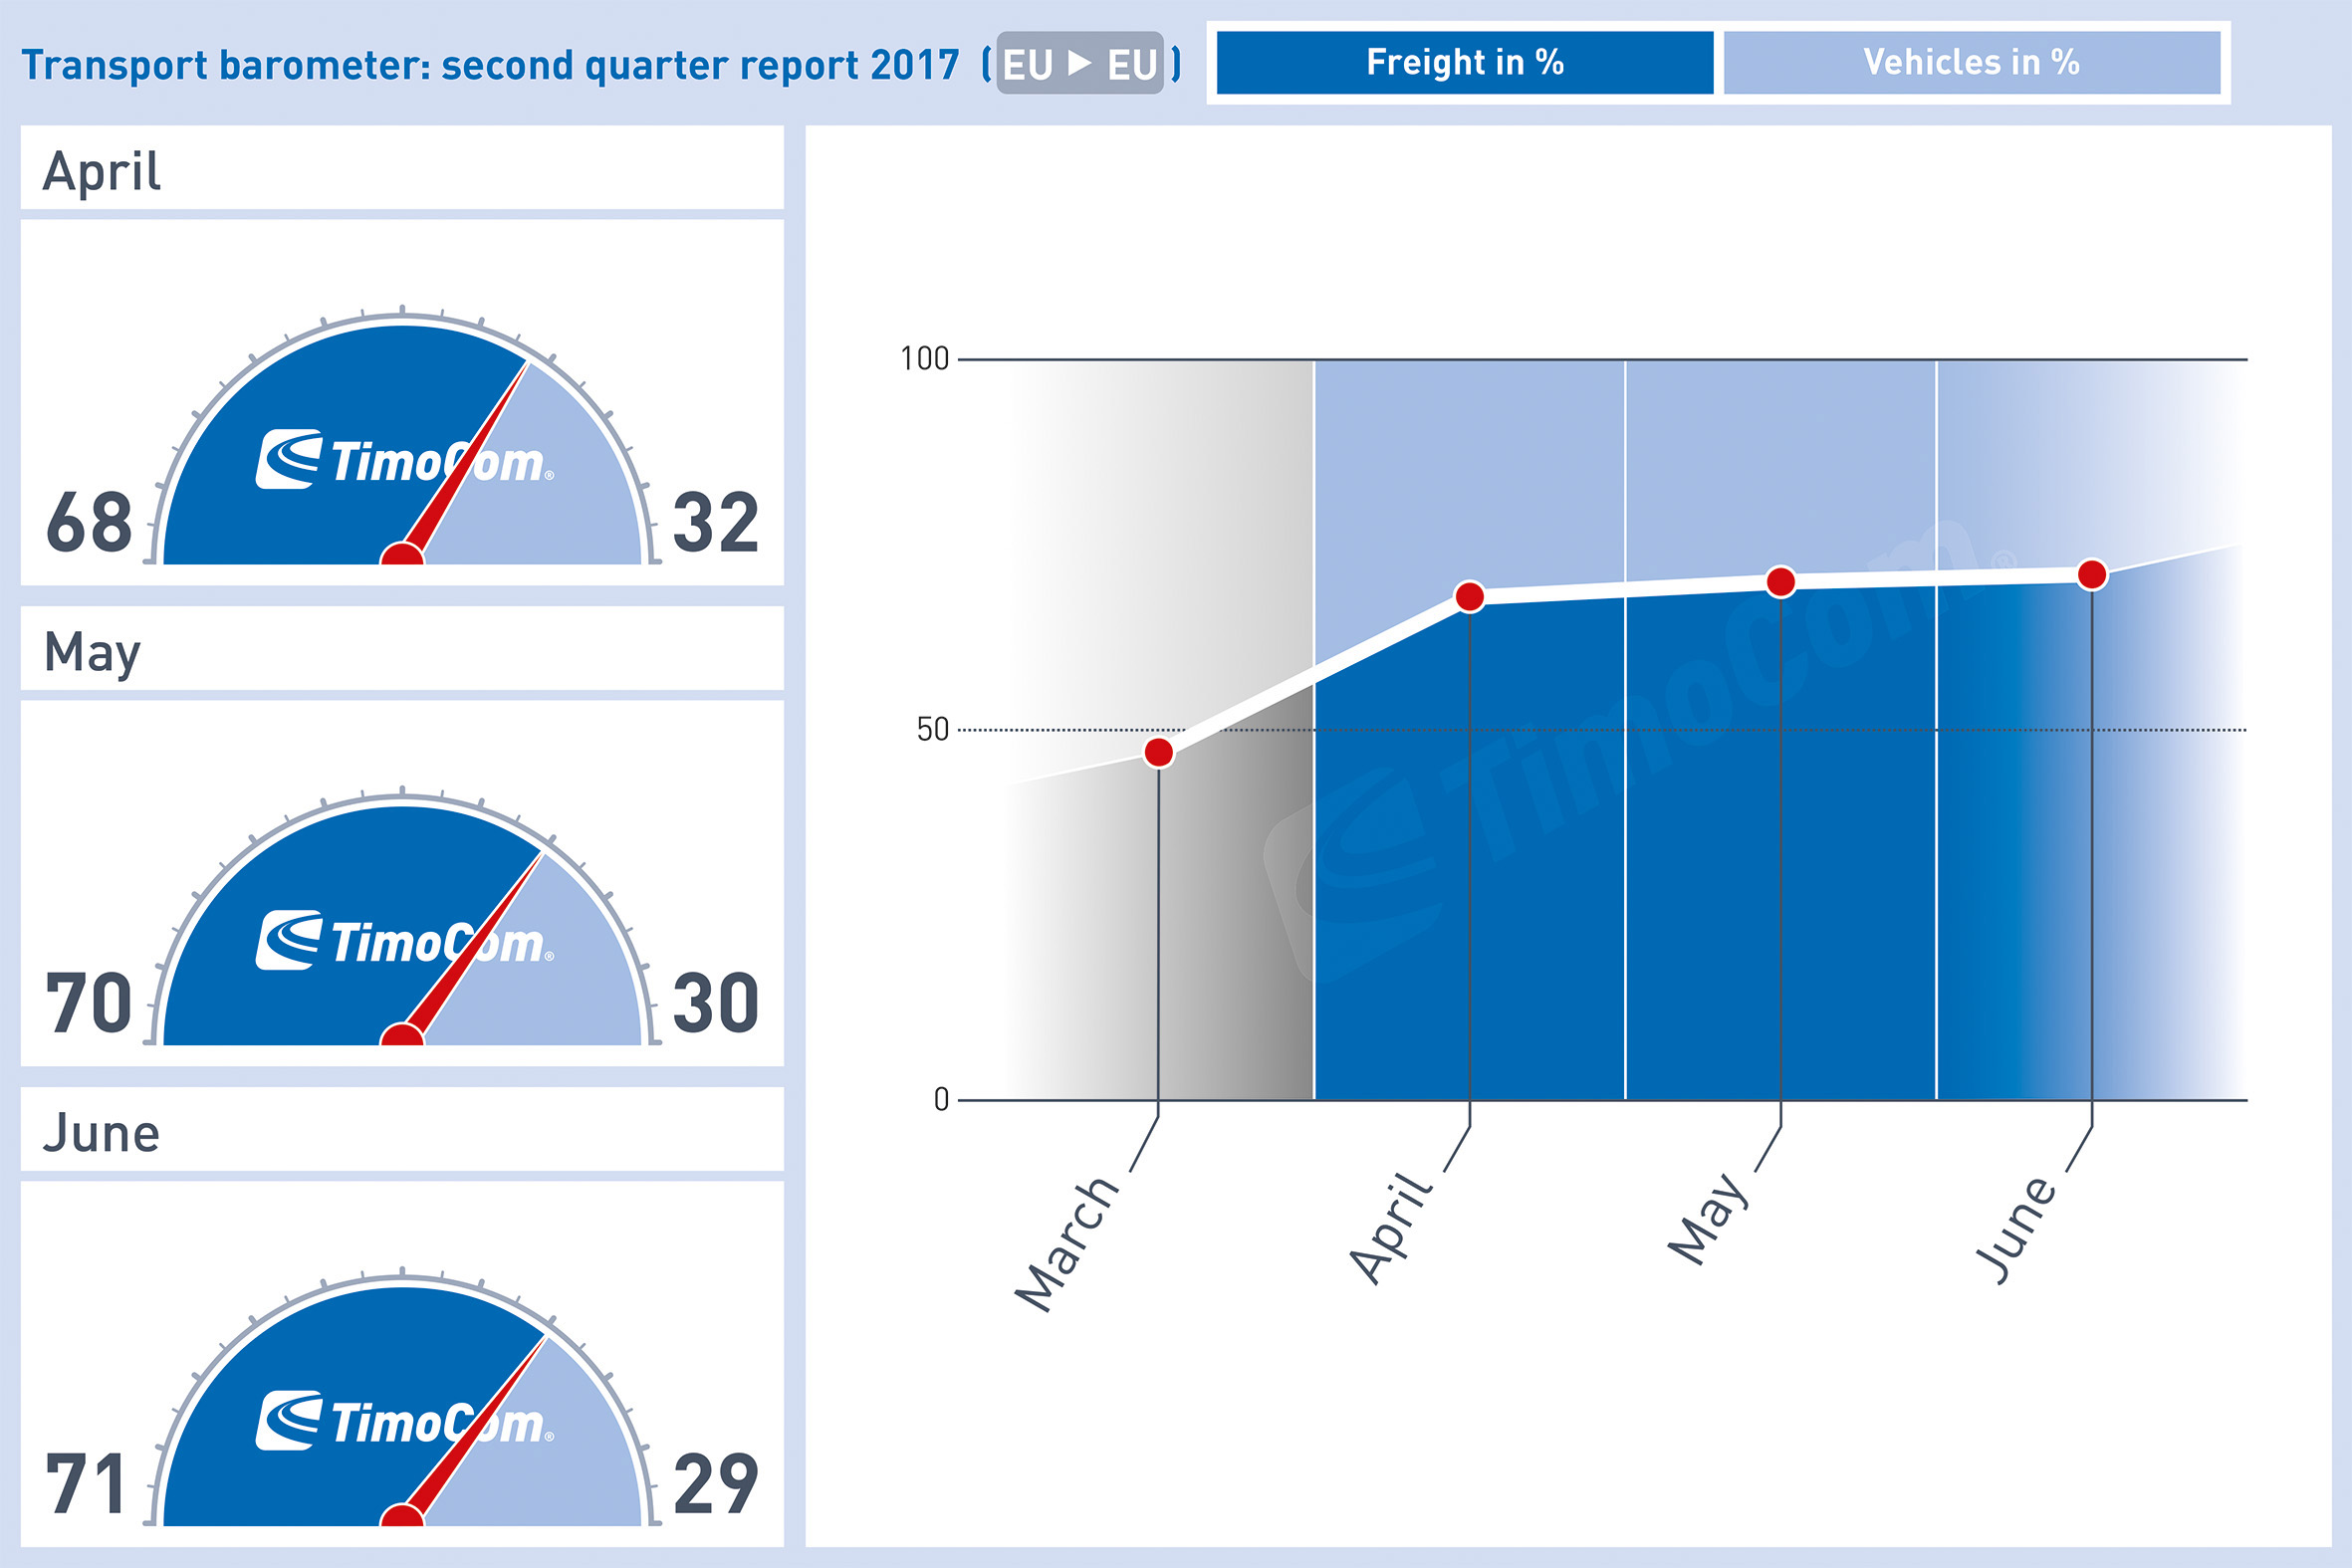 Transport barometer: second quarter report 2017 (EU ▶ EU)
Freight in %
Vehicles in %
April
TimoCom®
68
32
May
TimoCom®
70
30
June
TimoCom®
71
29
100
50
0
TimoCom®
March
April
May
June